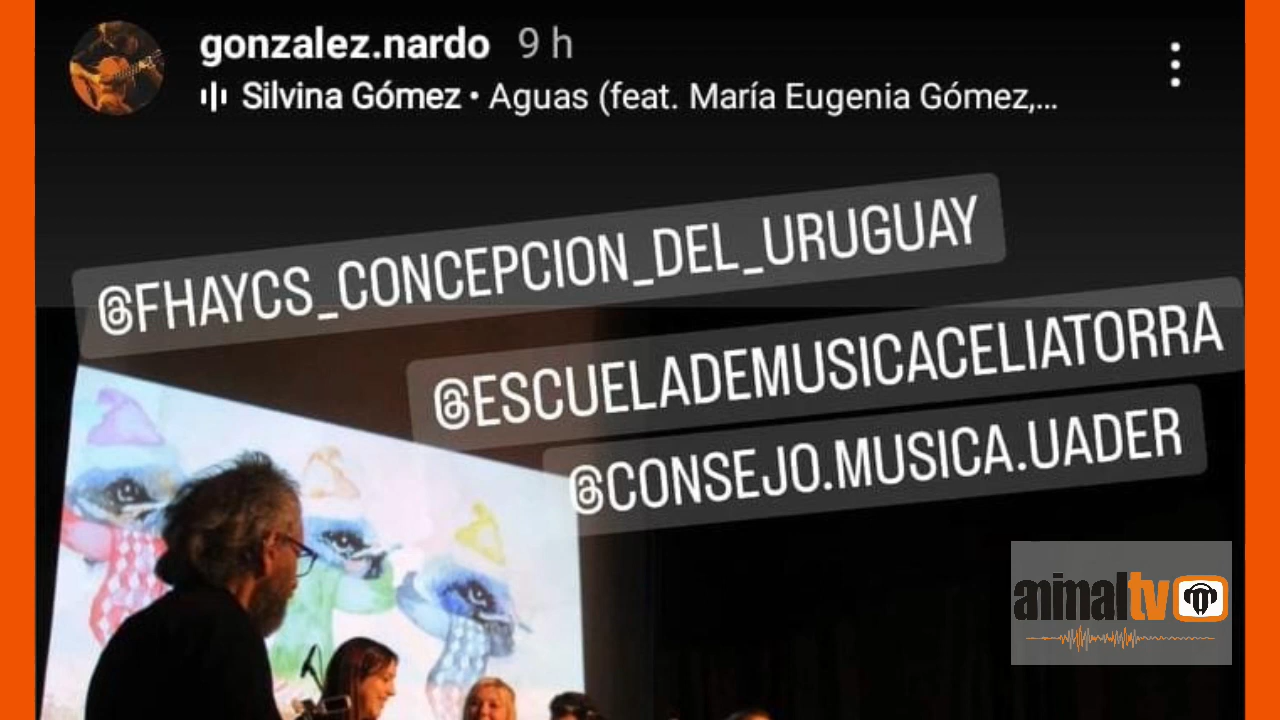 gonzalez.nardo 9 h
Silvina Gómez • Aguas (feat. María Eugenia Gómez,...
@FHAYCS_CONCEPCION_DEL_URUGUAY
@ESCUELADEMUSICACELIATORRA
@CONSEJO.MUSICA.UADER
animaltv